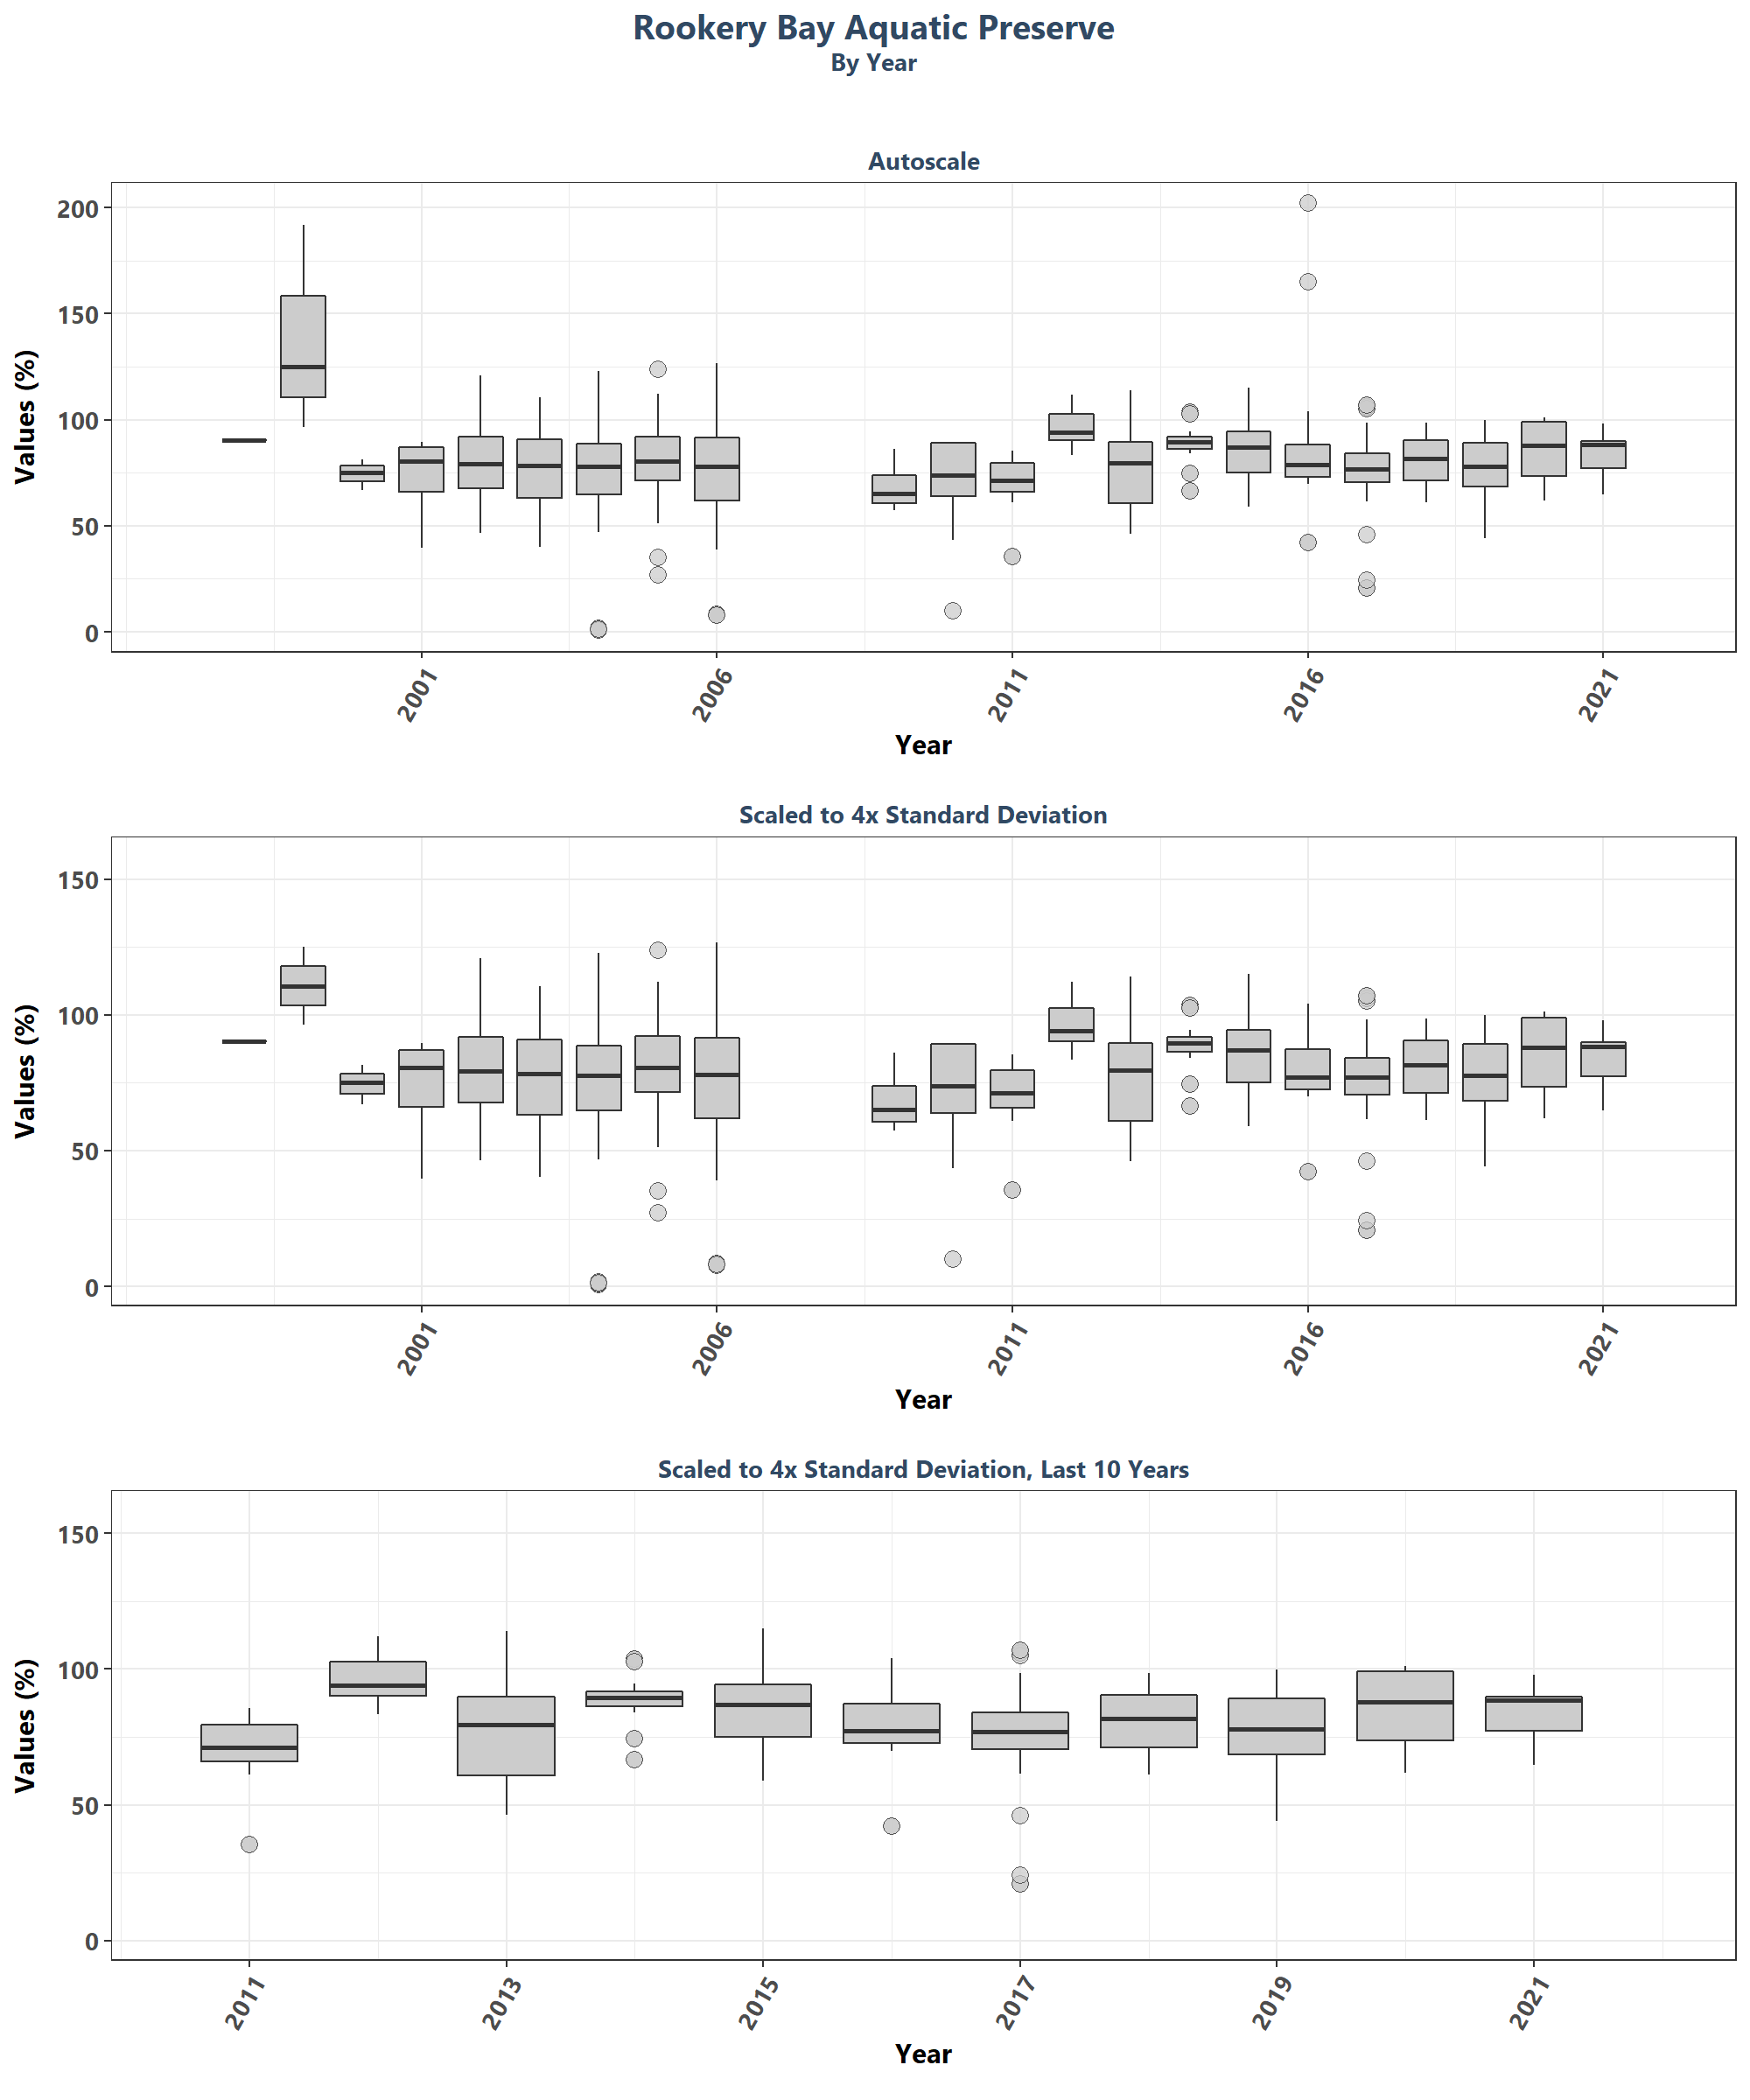 Rookery Bay Aquatic Preserve
By Year
Autoscale
Values (%)
200
150
100
50
0
2001 2006 2011 2016 2021
Year
Scaled to 4x Standard Deviation
Values (%)
150
100
50
0
2001 2006 2011 2016 2021
Year
Scaled to 4x Standard Deviation, Last 10 Years
Values (%)
150
100
50
0
2011 2013 2015 2017 2019 2021
Year